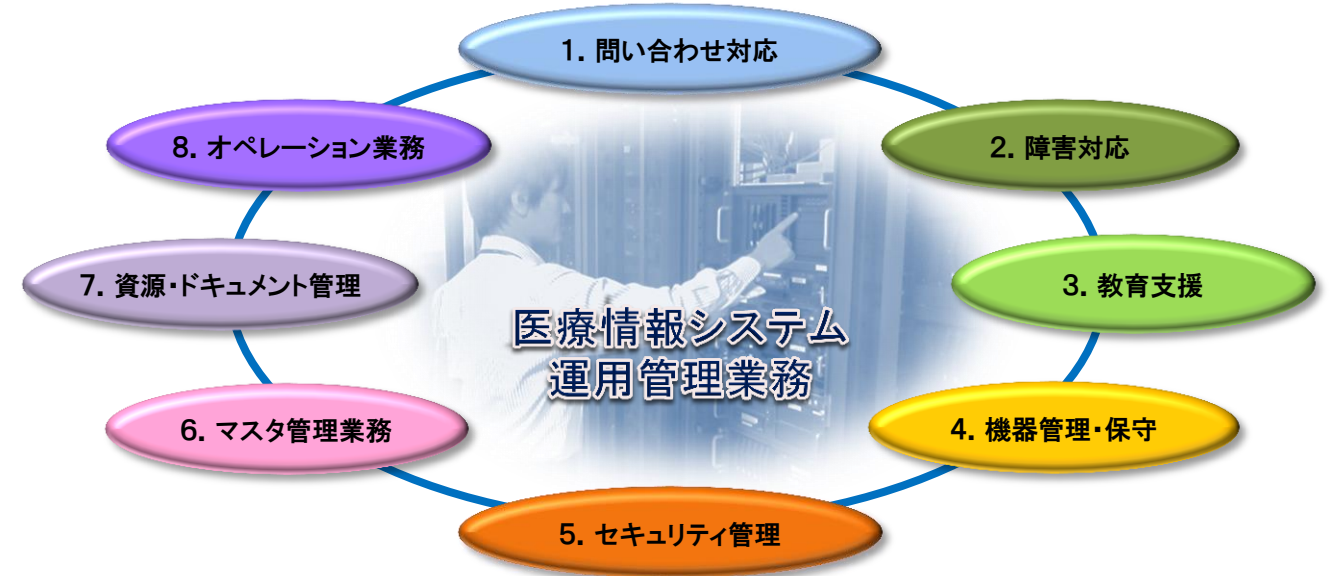 1. 問い合わせ対応
8. オペレーション業務
2. 障害対応
7. 資源・ドキュメント管理
3. 教育支援
医療情報システム
運用管理業務
6. マスタ管理業務
4. 機器管理・保守
5. セキュリティ管理